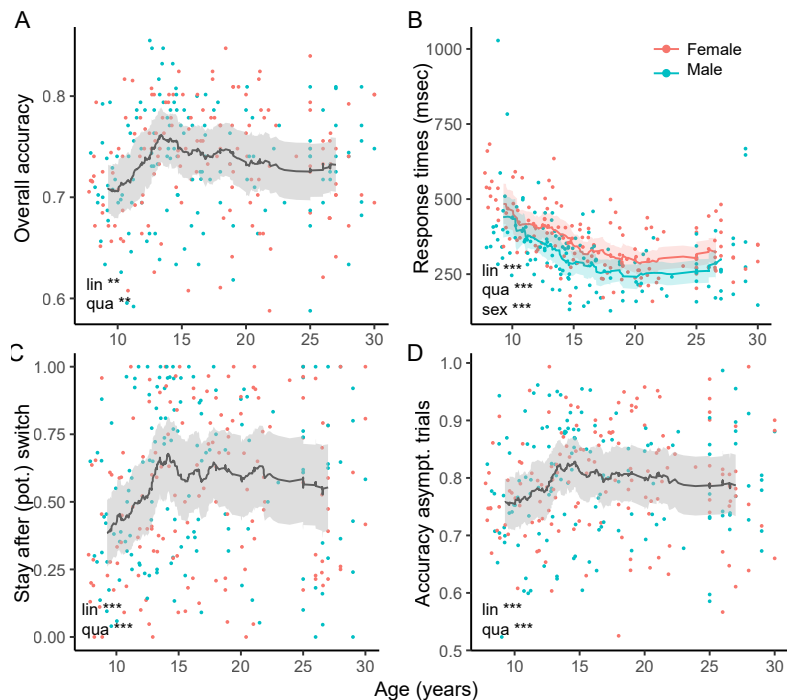 A
Overall accuracy
0.8
0.7
0.6
lin **
qua **
10 15 20 25 30
B
Response times (msec)
1000
750
500
250
Female
Male
lin ***
qua ***
sex ***
10 15 20 25 30
C
Stay after (pot.) switch
1.00
0.75
0.50
0.25
0.00
lin ***
qua ***
10 15 20 25 30
D
Accuracy asympt. trials
1.0
0.9
0.8
0.7
0.6
0.5
lin ***
qua ***
10 15 20 25 30
Age (years)